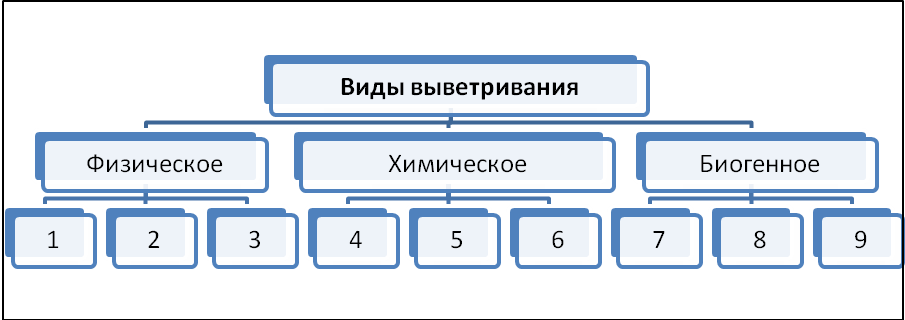 Виды выветривания
Физическое Химическое Биогенное
1 2 3 4 5 6 7 8 9